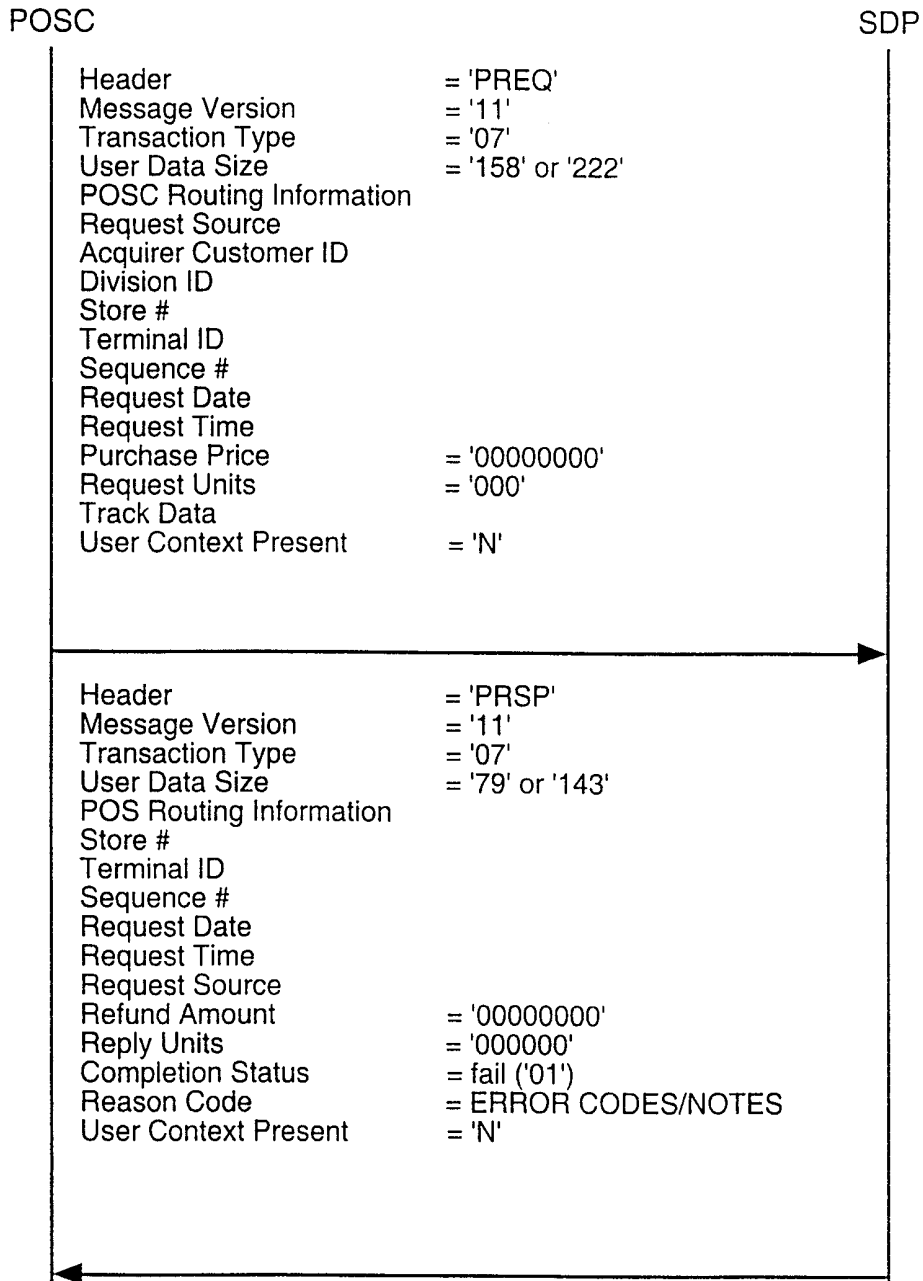 POSC SDP
Header = 'PREQ'
Message Version = '11'
Transaction Type = '07'
User Data Size = '158' or '222'
POSC Routing Information
Request Source
Acquirer Customer ID
Division ID
Store #
Terminal ID
Sequence #
Request Date
Request Time
Purchase Price = '00000000'
Request Units = '000'
Track Data
User Context Present = 'N'
Header = 'PRSP'
Message Version = '11'
Transaction Type = '07'
User Data Size = '79' or '143'
POS Routing Information
Store #
Terminal ID
Sequence #
Request Date
Request Time
Request Source
Refund Amount = '00000000'
Reply Units = '000000'
Completion Status = fail ('01')
Reason Code = ERROR CODES/NOTES
User Context Present = 'N'